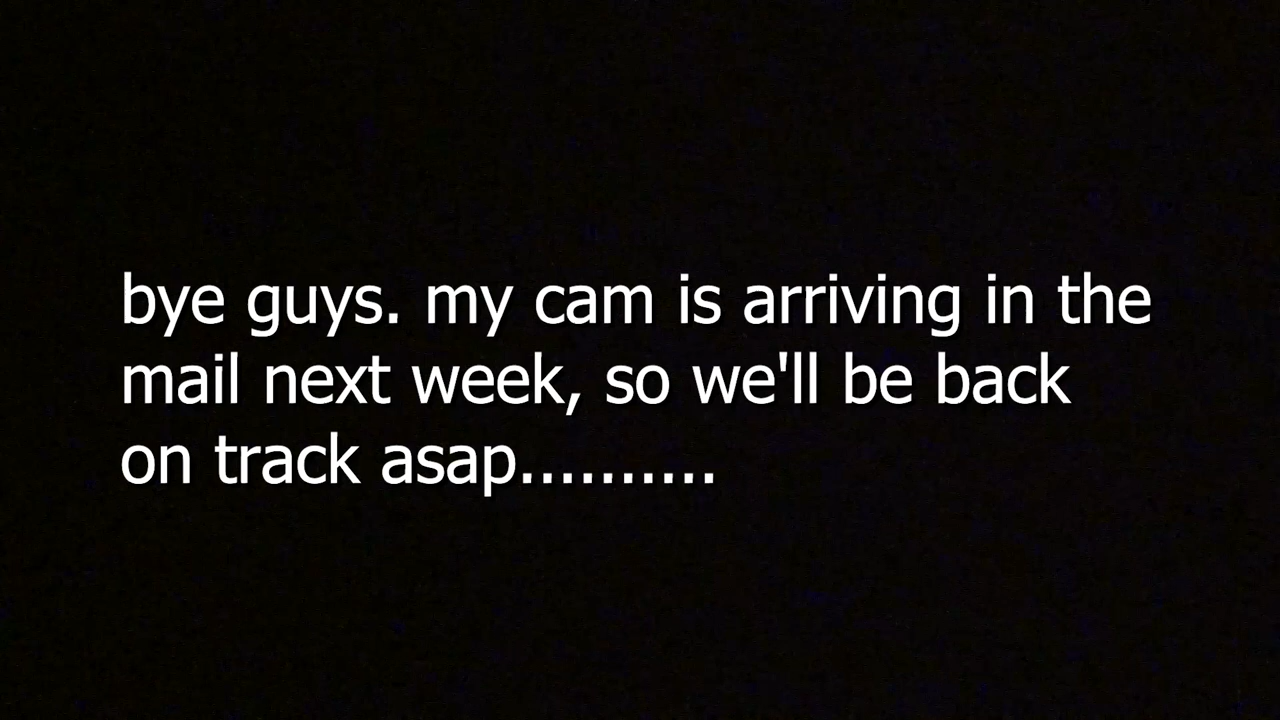 bye guys. my cam is arriving in the
mail next week, so we'll be back
on track asap..........